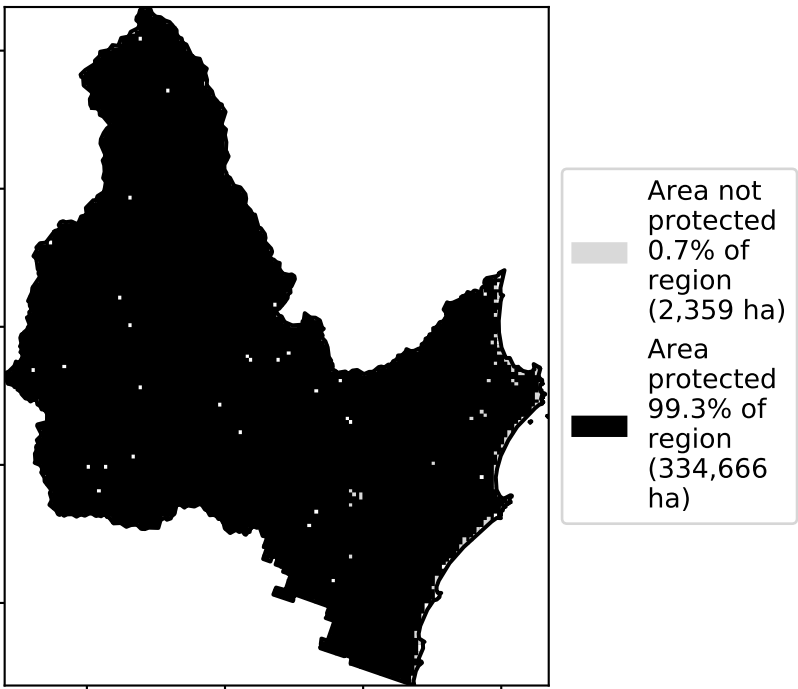 Area not
protected
0.7% of
region
(2,359 ha)
Area
protected
99.3% of
region
(334,666
ha)